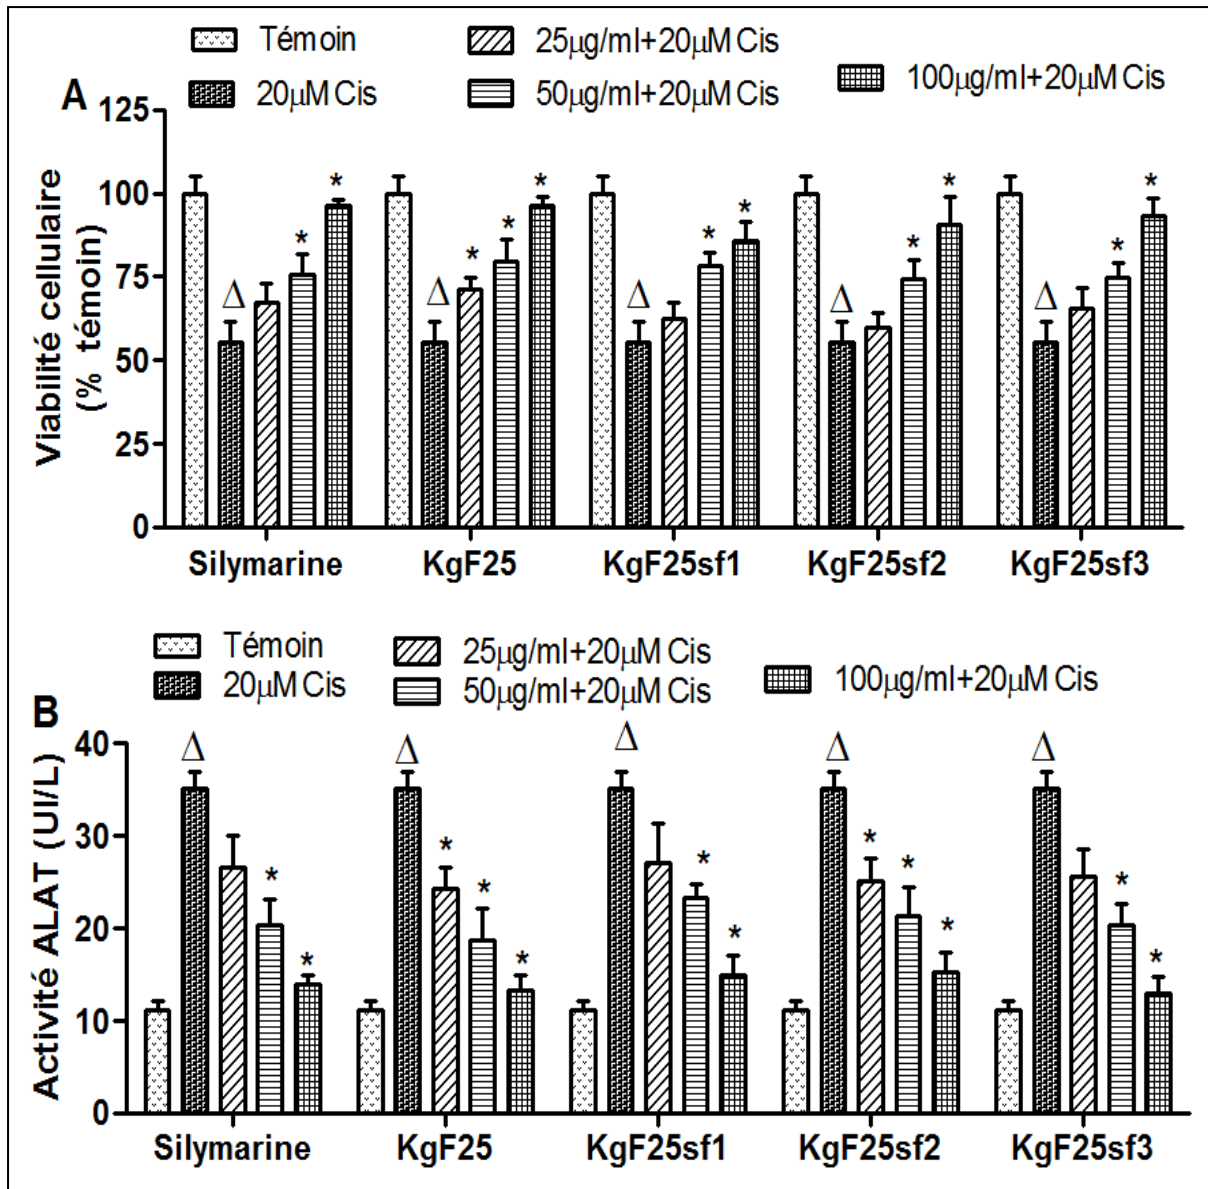 Témoin
25µg/ml+20µM Cis
20µM Cis
50µg/ml+20µM Cis
100µg/ml+20µM Cis
A
Viabilité cellulaire
(% témoin)
125
100
75
50
25
0
* * * * * * * * * * *
Δ Δ Δ Δ Δ
Silymarine KgF25 KgF25sf1 KgF25sf2 KgF25sf3
Témoin
25µg/ml+20µM Cis
20µM Cis
50µg/ml+20µM Cis
100µg/ml+20µM Cis
B
Activité ALAT (UI/L)
40
30
20
10
0
Δ Δ Δ Δ Δ
* * * * * * * * * * * *
Silymarine KgF25 KgF25sf1 KgF25sf2 KgF25sf3